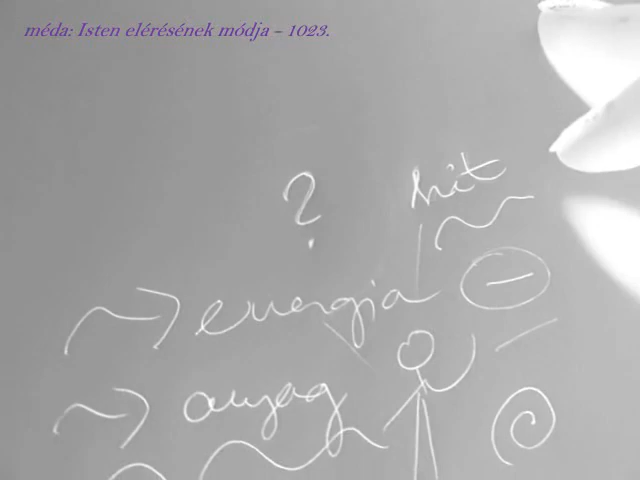 méda: Isten elérésének módja – 1023.
?
hit
energia
anyag